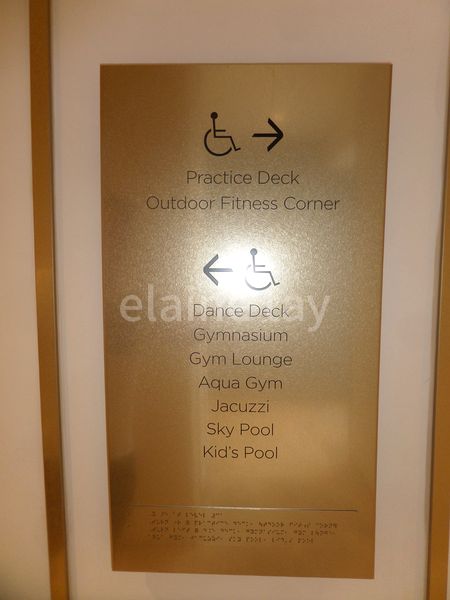 →
Practice Deck
Outdoor Fitness Corner
←
Dance Deck
Gymnasium
Gym Lounge
Aqua Gym
Jacuzzi
Sky Pool
Kid's Pool